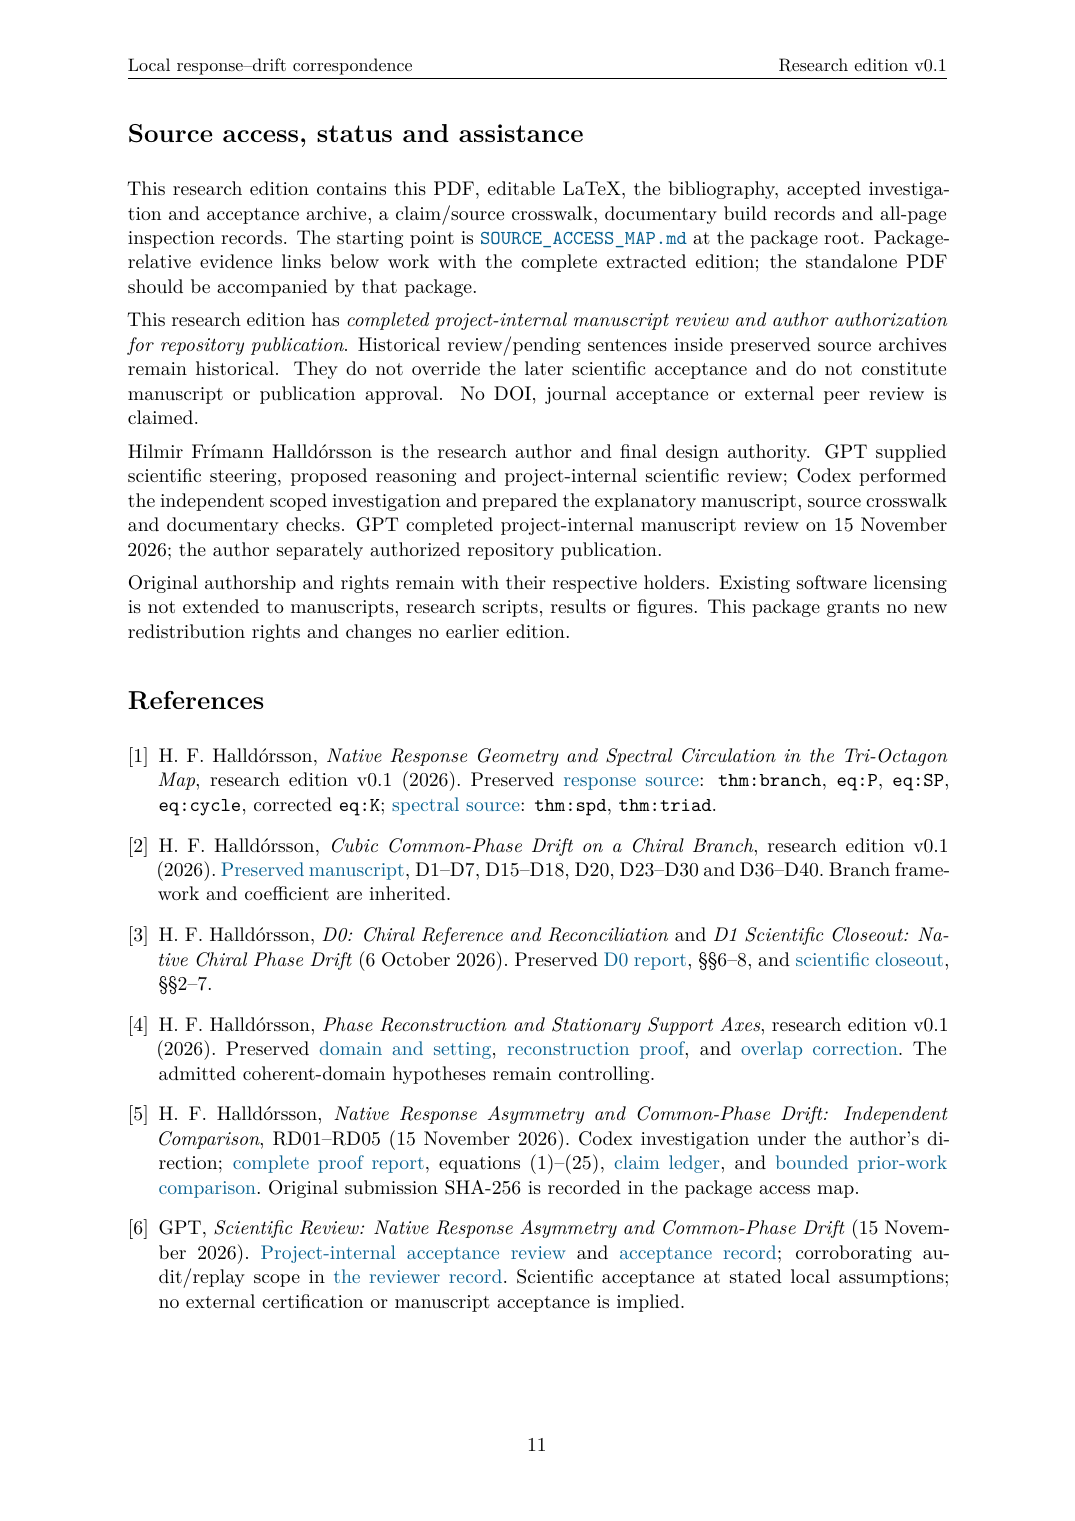 Local response–drift correspondence Research edition v0.1
Source access, status and assistance
This research edition contains this PDF, editable LaTeX, the bibliography, accepted investiga-
tion and acceptance archive, a claim/source crosswalk, documentary build records and all-page
inspection records. The starting point is SOURCE_ACCESS_MAP.md at the package root. Package-
relative evidence links below work with the complete extracted edition; the standalone PDF
should be accompanied by that package.
This research edition has completed project-internal manuscript review and author authorization
for repository publication. Historical review/pending sentences inside preserved source archives
remain historical. They do not override the later scientific acceptance and do not constitute
manuscript or publication approval. No DOI, journal acceptance or external peer review is
claimed.
Hilmir Frímann Halldórsson is the research author and final design authority. GPT supplied
scientific steering, proposed reasoning and project-internal scientific review; Codex performed
the independent scoped investigation and prepared the explanatory manuscript, source crosswalk
and documentary checks. GPT completed project-internal manuscript review on 15 November
2026; the author separately authorized repository publication.
Original authorship and rights remain with their respective holders. Existing software licensing
is not extended to manuscripts, research scripts, results or figures. This package grants no new
redistribution rights and changes no earlier edition.
References
[1] H. F. Halldórsson, Native Response Geometry and Spectral Circulation in the Tri-Octagon
Map, research edition v0.1 (2026). Preserved response source: thm:branch, eq:P, eq:SP,
eq:cycle, corrected eq:K; spectral source: thm:spd, thm:triad.
[2] H. F. Halldórsson, Cubic Common-Phase Drift on a Chiral Branch, research edition v0.1
(2026). Preserved manuscript, D1–D7, D15–D18, D20, D23–D30 and D36–D40. Branch frame-
work and coefficient are inherited.
[3] H. F. Halldórsson, D0: Chiral Reference and Reconciliation and D1 Scientific Closeout: Na-
tive Chiral Phase Drift (6 October 2026). Preserved D0 report, §§6–8, and scientific closeout,
§§2–7.
[4] H. F. Halldórsson, Phase Reconstruction and Stationary Support Axes, research edition v0.1
(2026). Preserved domain and setting, reconstruction proof, and overlap correction. The
admitted coherent-domain hypotheses remain controlling.
[5] H. F. Halldórsson, Native Response Asymmetry and Common-Phase Drift: Independent
Comparison, RD01–RD05 (15 November 2026). Codex investigation under the author's di-
rection; complete proof report, equations (1)–(25), claim ledger, and bounded prior-work
comparison. Original submission SHA-256 is recorded in the package access map.
[6] GPT, Scientific Review: Native Response Asymmetry and Common-Phase Drift (15 Novem-
ber 2026). Project-internal acceptance review and acceptance record; corroborating au-
dit/replay scope in the reviewer record. Scientific acceptance at stated local assumptions;
no external certification or manuscript acceptance is implied.
11